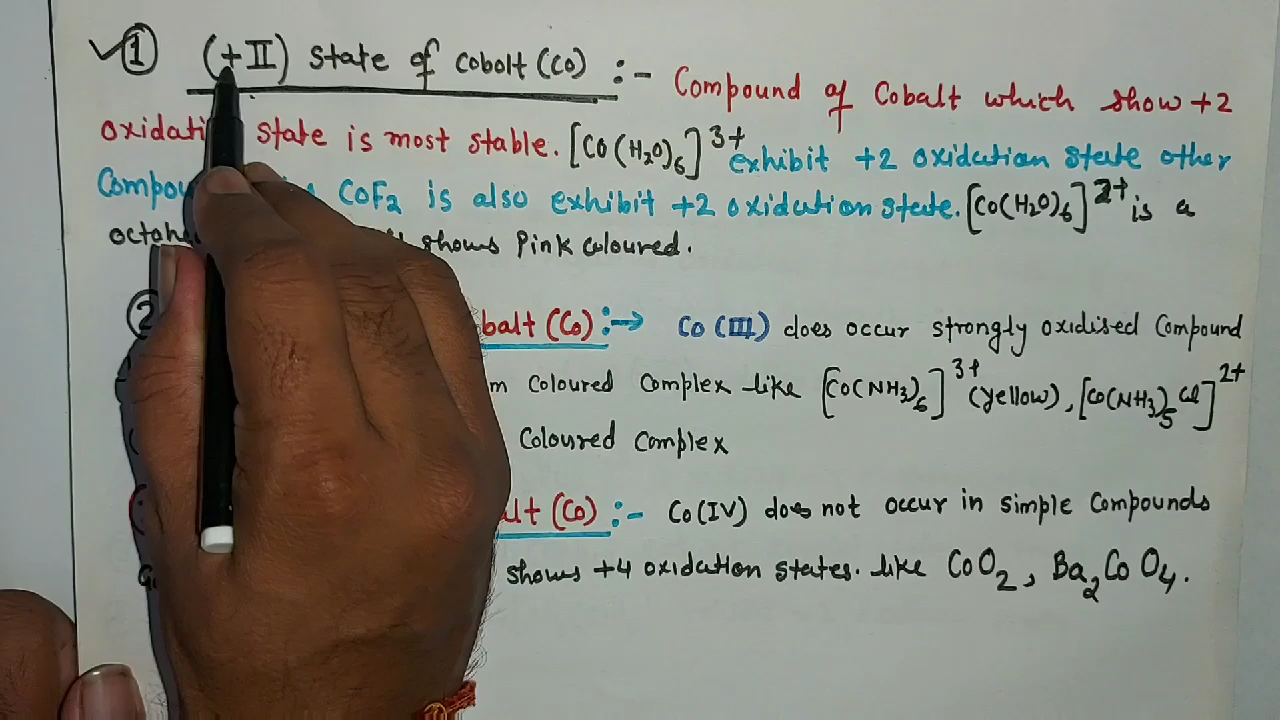 ① (+II) State of Cobolt (Co) :- Compound of Cobalt which show +2
oxidati state is most stable. [Co(H2O)6]3+ exhibit +2 oxidation state other
Compou CoF2 is also exhibit +2 oxidation state. [Co(H2O)6]2+ is a
octah shows Pink coloured.
② balt (Co) :-> Co(III) does occur strongly oxidised Compound
m Coloured Complex like [Co(NH3)6]3+ (yellow), [Co(NH3)5Cl]2+
Coloured Complex
lt (Co) :- Co(IV) does not occur in simple Compounds
shows +4 oxidation states. like CoO2, Ba2CoO4.